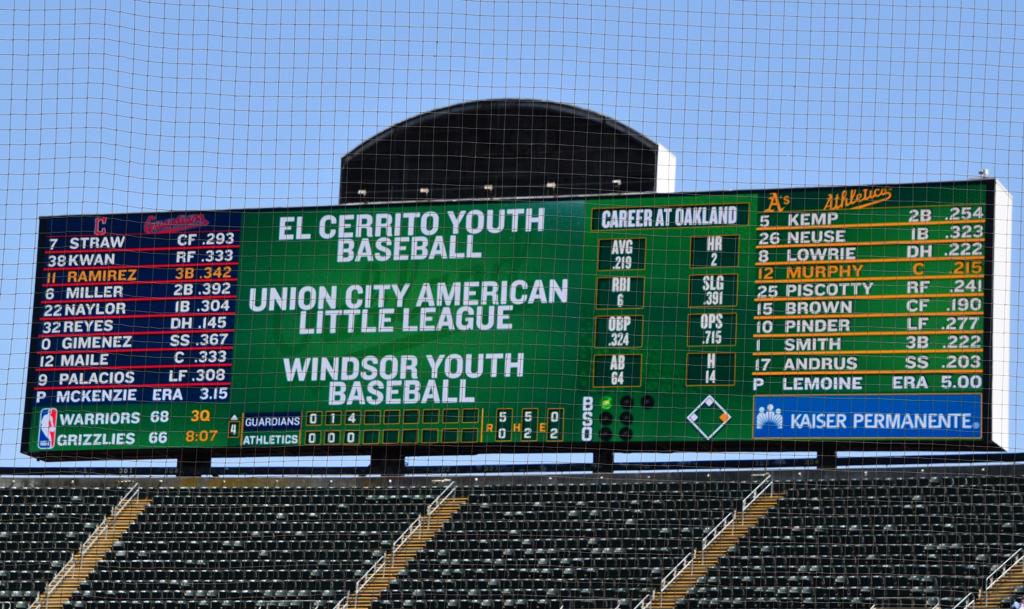 C Guardians
7 STRAW CF .293
38 KWAN RF .333
11 RAMIREZ 3B .342
6 MILLER 2B .392
22 NAYLOR 1B .304
32 REYES DH .145
0 GIMENEZ SS .367
12 MAILE C .333
9 PALACIOS LF .308
P MCKENZIE ERA 3.15
WARRIORS 68 3Q
GRIZZLIES 66 8:07
EL CERRITO YOUTH
BASEBALL
UNION CITY AMERICAN
LITTLE LEAGUE
WINDSOR YOUTH
BASEBALL
4
GUARDIANS 0 1 4 5 5 0
R H E
ATHLETICS 0 0 0 0 2 2
CAREER AT OAKLAND
AVG HR
.219 2
RBI SLG
6 .391
OBP OPS
.324 .715
AB H
64 14
B
S
O
A's Athletics
5 KEMP 2B .254
26 NEUSE 1B .323
8 LOWRIE DH .222
12 MURPHY C .215
25 PISCOTTY RF .241
15 BROWN CF .190
10 PINDER LF .277
1 SMITH 3B .222
17 ANDRUS SS .203
P LEMOINE ERA 5.00
KAISER PERMANENTE®